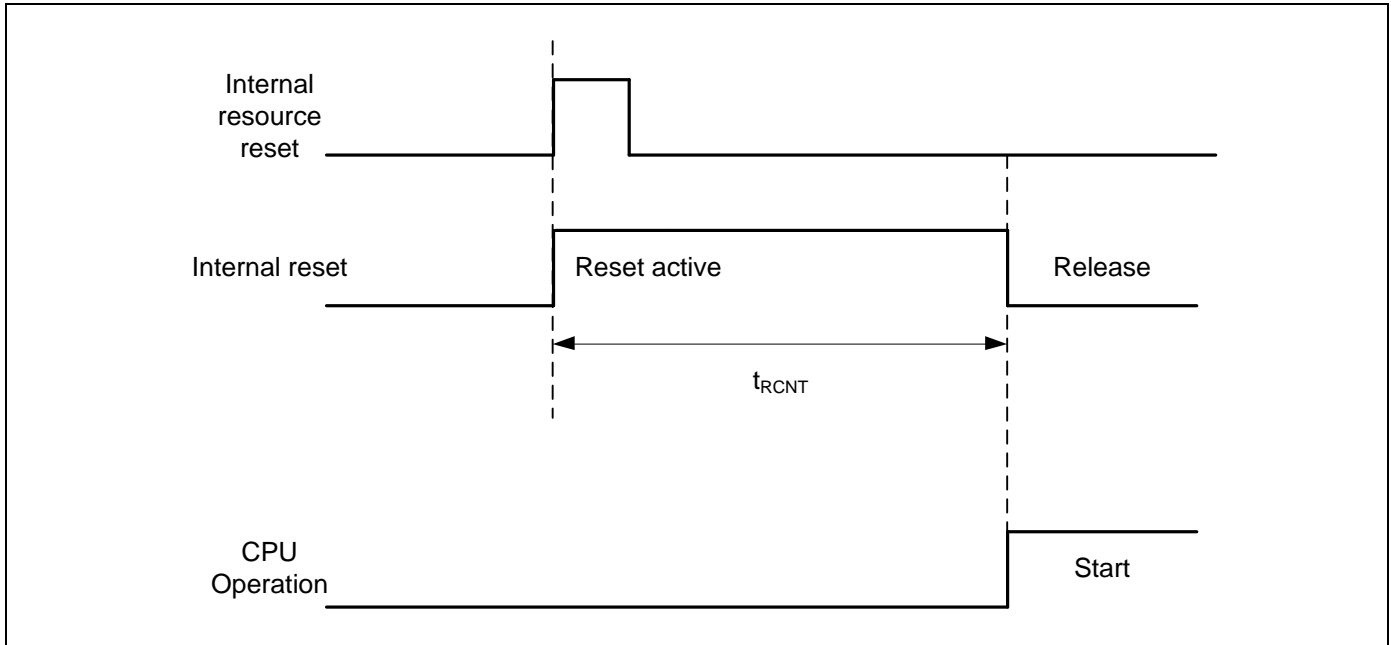 Internal
resource
reset
Internal reset
Reset active
Release
tRCNT
CPU
Operation
Start